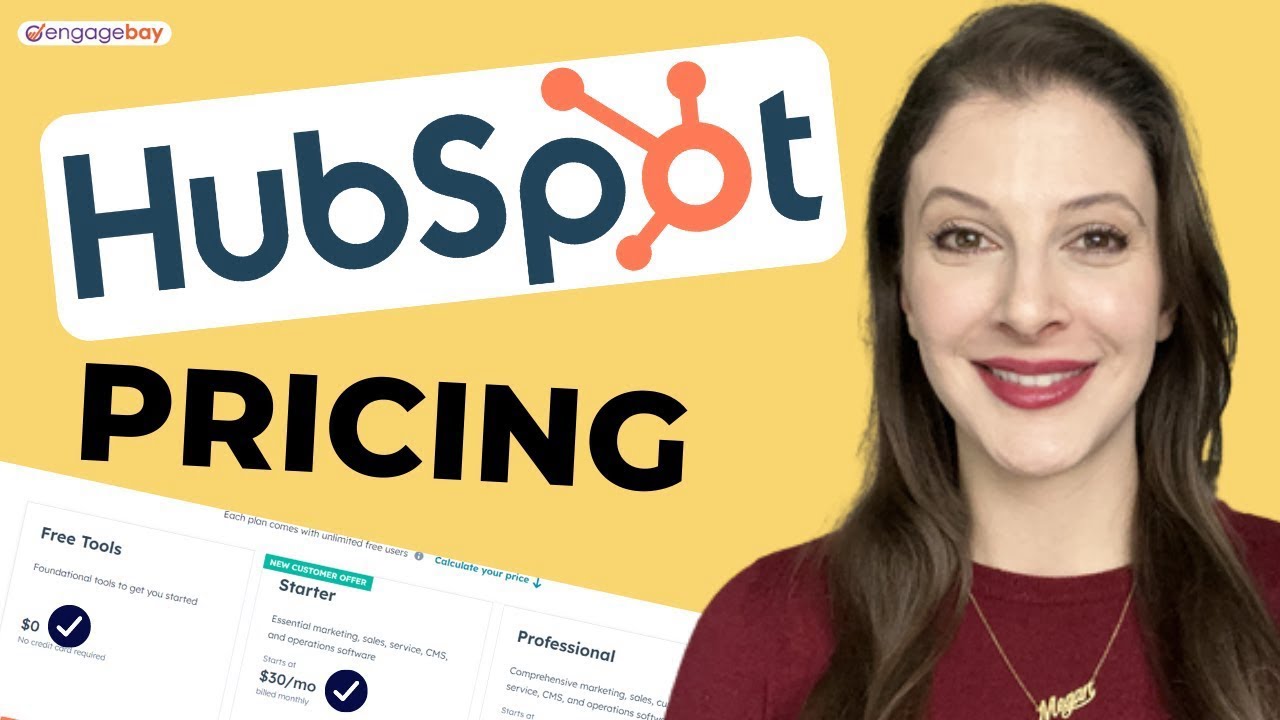 engagebay
HubSpot
PRICING
Each plan comes with unlimited free users
Calculate your price ↓
Free Tools
Foundational tools to get you started
$0
No credit card required
NEW CUSTOMER OFFER
Starter
Essential marketing, sales, service, CMS,
and operations software
Starts at
$30/mo
billed monthly
Professional
Comprehensive marketing, sales,
service, CMS, and operations
Starts at
Megan